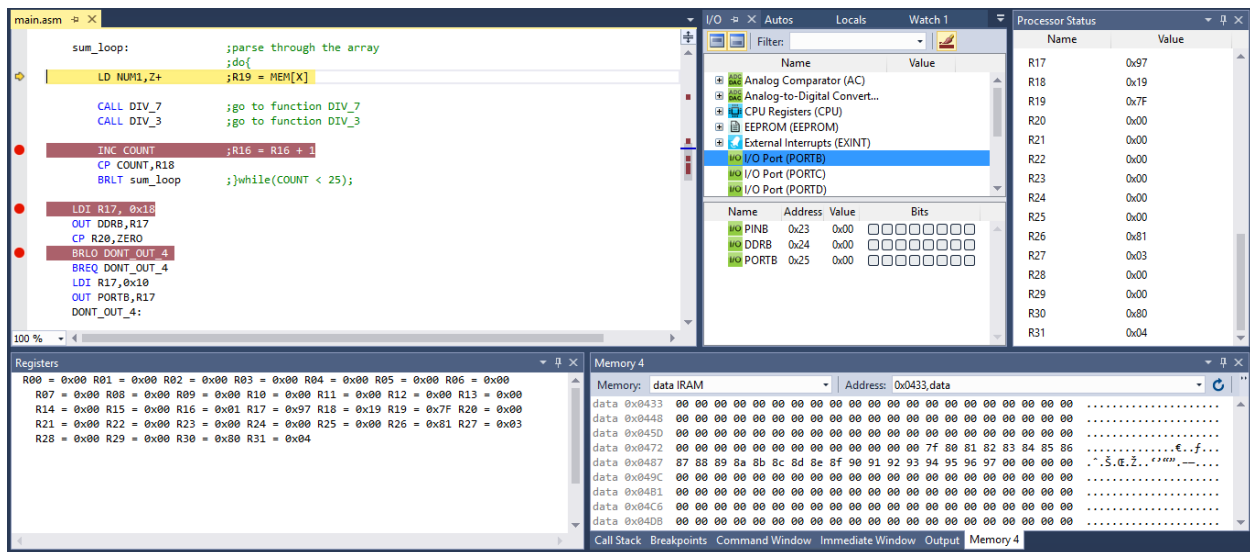 main.asm
sum_loop: ;parse through the array
;do{
LD NUM1,Z+ ;R19 = MEM[X]
CALL DIV_7 ;go to function DIV_7
CALL DIV_3 ;go to function DIV_3
INC COUNT ;R16 = R16 + 1
CP COUNT,R18
BRLT sum_loop ;}while(COUNT < 25);
LDI R17, 0x18
OUT DDRB,R17
CP R20,ZERO
BRLO DONT_OUT_4
BREQ DONT_OUT_4
LDI R17,0x10
OUT PORTB,R17
DONT_OUT_4:
100 %
I/O Autos Locals Watch 1
Filter:
Name Value
Analog Comparator (AC)
Analog-to-Digital Convert...
CPU Registers (CPU)
EEPROM (EEPROM)
External Interrupts (EXINT)
I/O Port (PORTB)
I/O Port (PORTC)
I/O Port (PORTD)
Name Address Value Bits
PINB 0x23 0x00
DDRB 0x24 0x00
PORTB 0x25 0x00
Processor Status
Name Value
R17 0x97
R18 0x19
R19 0x7F
R20 0x00
R21 0x00
R22 0x00
R23 0x00
R24 0x00
R25 0x00
R26 0x81
R27 0x03
R28 0x00
R29 0x00
R30 0x80
R31 0x04
Registers
R00 = 0x00 R01 = 0x00 R02 = 0x00 R03 = 0x00 R04 = 0x00 R05 = 0x00 R06 = 0x00
R07 = 0x00 R08 = 0x00 R09 = 0x00 R10 = 0x00 R11 = 0x00 R12 = 0x00 R13 = 0x00
R14 = 0x00 R15 = 0x00 R16 = 0x01 R17 = 0x97 R18 = 0x19 R19 = 0x7F R20 = 0x00
R21 = 0x00 R22 = 0x00 R23 = 0x00 R24 = 0x00 R25 = 0x00 R26 = 0x81 R27 = 0x03
R28 = 0x00 R29 = 0x00 R30 = 0x80 R31 = 0x04
Memory 4
Memory: data IRAM Address: 0x0433,data
data 0x0433 00 00 00 00 00 00 00 00 00 00 00 00 00 00 00 00 00 00 00 00 00 .....................
data 0x0448 00 00 00 00 00 00 00 00 00 00 00 00 00 00 00 00 00 00 00 00 00 .....................
data 0x045D 00 00 00 00 00 00 00 00 00 00 00 00 00 00 00 00 00 00 00 00 00 .....................
data 0x0472 00 00 00 00 00 00 00 00 00 00 00 00 00 7f 80 81 82 83 84 85 86 ..............€..ƒ...
data 0x0487 87 88 89 8a 8b 8c 8d 8e 8f 90 91 92 93 94 95 96 97 00 00 00 00
data 0x049C 00 00 00 00 00 00 00 00 00 00 00 00 00 00 00 00 00 00 00 00 00 .....................
data 0x04B1 00 00 00 00 00 00 00 00 00 00 00 00 00 00 00 00 00 00 00 00 00 .....................
data 0x04C6 00 00 00 00 00 00 00 00 00 00 00 00 00 00 00 00 00 00 00 00 00 .....................
data 0x04DB 00 00 00 00 00 00 00 00 00 00 00 00 00 00 00 00 00 00 00 00 00 .....................
Call Stack Breakpoints Command Window Immediate Window Output Memory 4